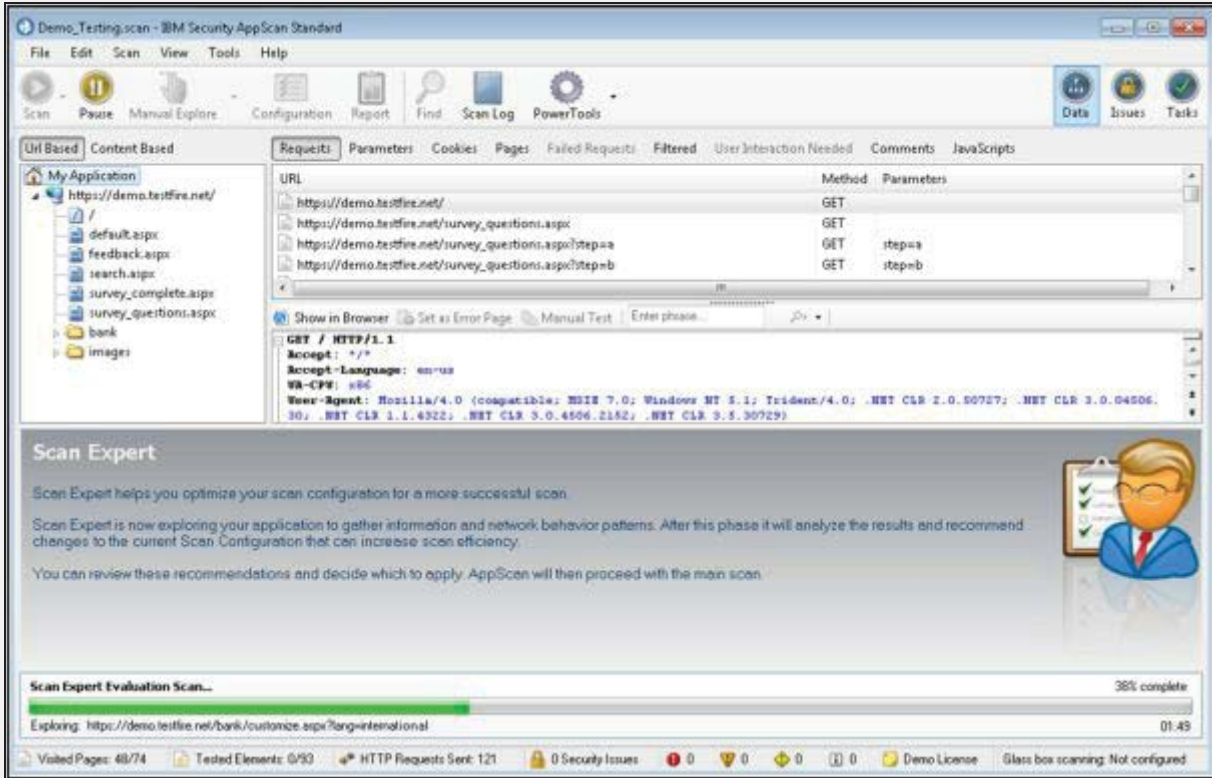 Demo_Testing.scan - IBM Security AppScan Standard
File Edit Scan View Tools Help
Scan Pause Manual Explore Configuration Report Find Scan Log PowerTools Data Issues Tasks
Url Based Content Based
Requests Parameters Cookies Pages Failed Requests Filtered User Interaction Needed Comments JavaScripts
My Application
https://demo.testfire.net/
/
default.aspx
feedback.aspx
search.aspx
survey_complete.aspx
survey_questions.aspx
bank
images
URL Method Parameters
https://demo.testfire.net/ GET
https://demo.testfire.net/survey_questions.aspx GET
https://demo.testfire.net/survey_questions.aspx?step=a GET step=a
https://demo.testfire.net/survey_questions.aspx?step=b GET step=b
Show in Browser Set as Error Page Manual Test Enter phrase...
GET / HTTP/1.1
Accept: */*
Accept-Language: en-us
UA-CPU: x86
User-Agent: Mozilla/4.0 (compatible; MSIE 7.0; Windows NT 5.1; Trident/4.0; .NET CLR 2.0.50727; .NET CLR 3.0.04506.
30; .NET CLR 1.1.4322; .NET CLR 3.0.4506.2152; .NET CLR 3.5.30729)
Scan Expert
Scan Expert helps you optimize your scan configuration for a more successful scan.
Scan Expert is now exploring your application to gather information and network behavior patterns. After this phase it will analyze the results and recommend
changes to the current Scan Configuration that can increase scan efficiency.
You can review these recommendations and decide which to apply. AppScan will then proceed with the main scan.
Scan Expert Evaluation Scan... 38% complete
Exploring: https://demo.testfire.net/bank/customize.aspx?lang=international 01:49
Visited Pages: 48/74 Tested Elements: 0/93 HTTP Requests Sent: 121 0 Security Issues 0 0 0 0 Demo License Glass box scanning: Not configured